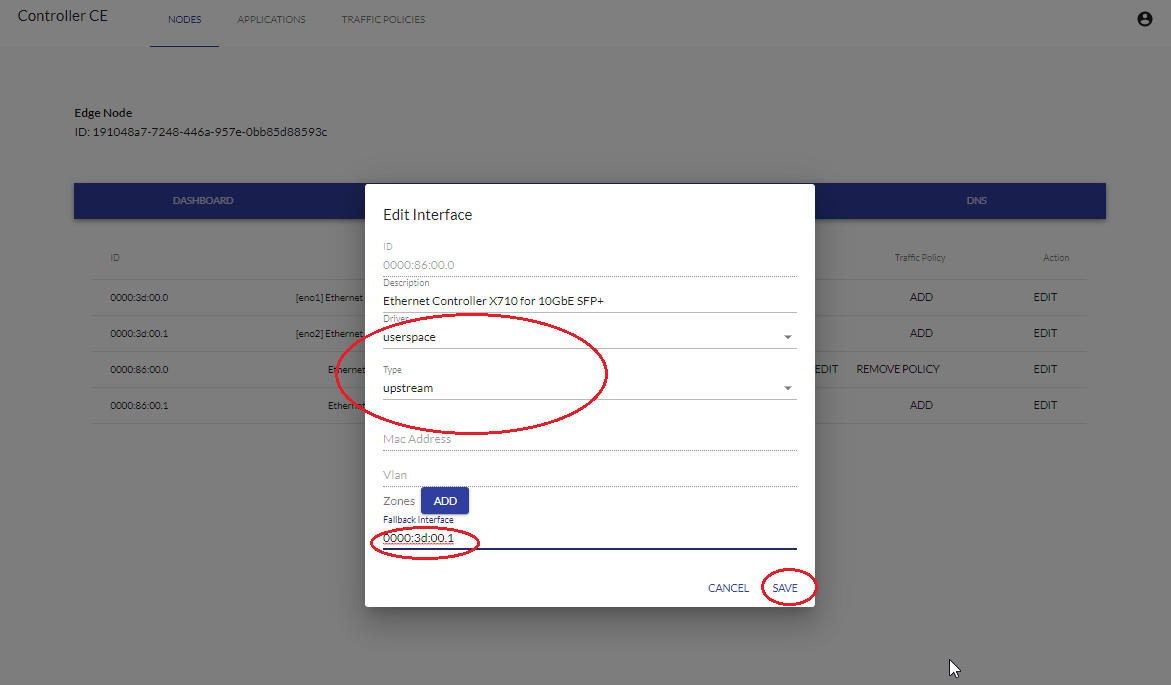 Controller CE
NODES APPLICATIONS TRAFFIC POLICIES
Edge Node
ID: 191048a7-7248-446a-957e-0bb85d88593c
DASHBOARD DNS
ID Traffic Policy Action
0000:3d:00.0 [eno1] Ethernet ADD EDIT
0000:3d:00.1 [eno2] Ethernet ADD EDIT
0000:86:00.0 Ethernet EDIT REMOVE POLICY EDIT
0000:86:00.1 Ethernet ADD EDIT
Edit Interface
ID
0000:86:00.0
Description
Ethernet Controller X710 for 10GbE SFP+
Driver
userspace
Type
upstream
Mac Address
Vlan
Zones ADD
Fallback Interface
0000:3d:00.1
CANCEL SAVE